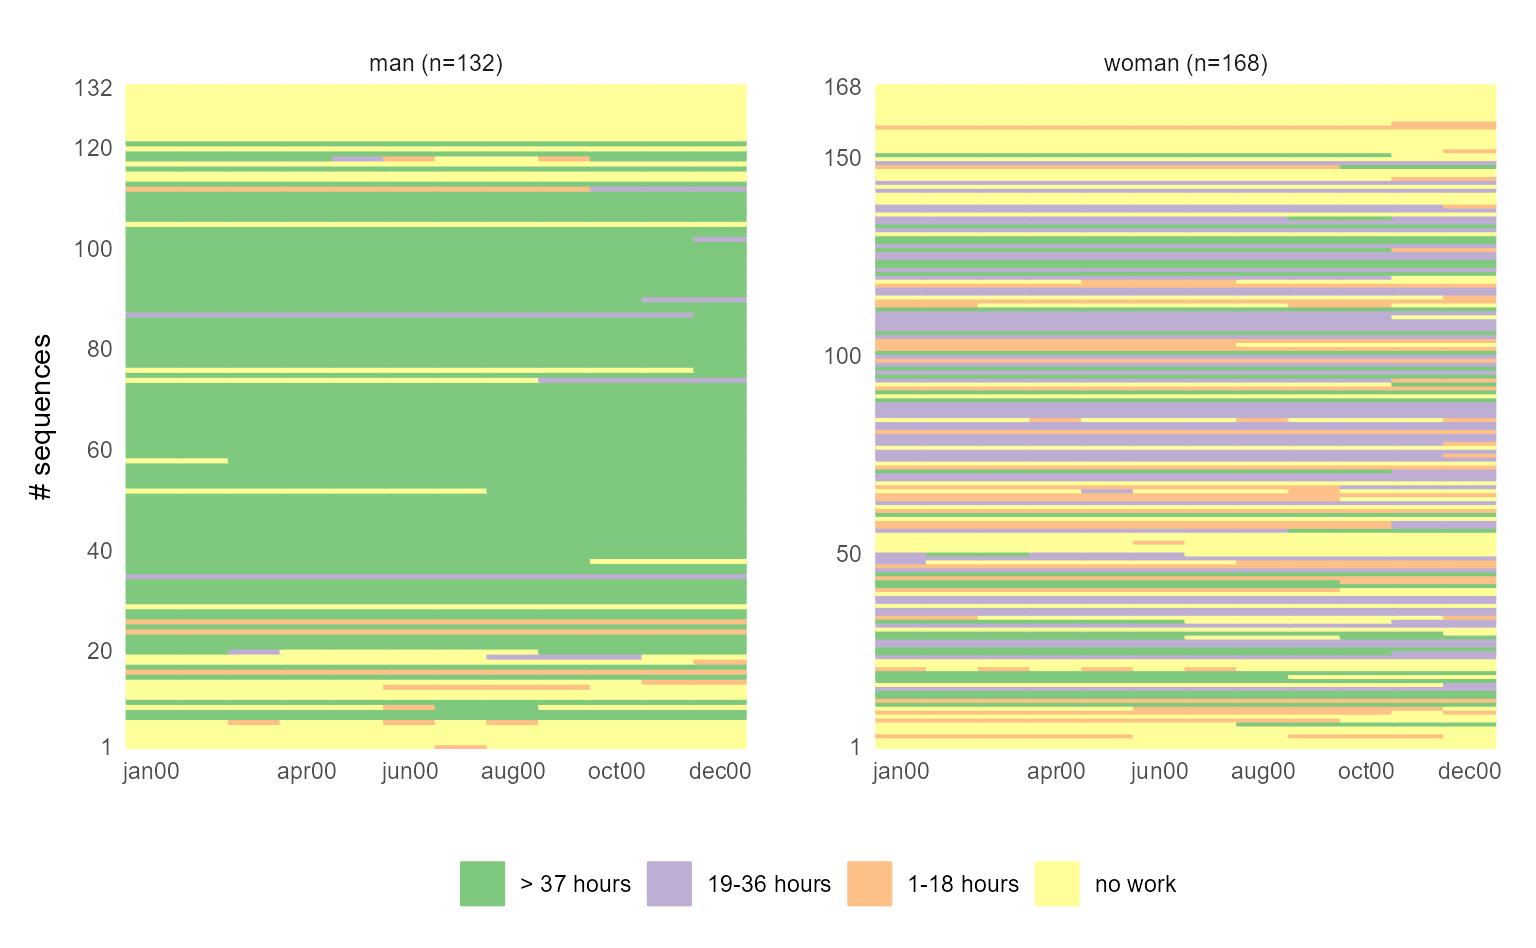 man (n=132)
woman (n=168)
# sequences
132
120
100
80
60
40
20
1
168
150
100
50
1
jan00 apr00 jun00 aug00 oct00 dec00
jan00 apr00 jun00 aug00 oct00 dec00
> 37 hours 19-36 hours 1-18 hours no work